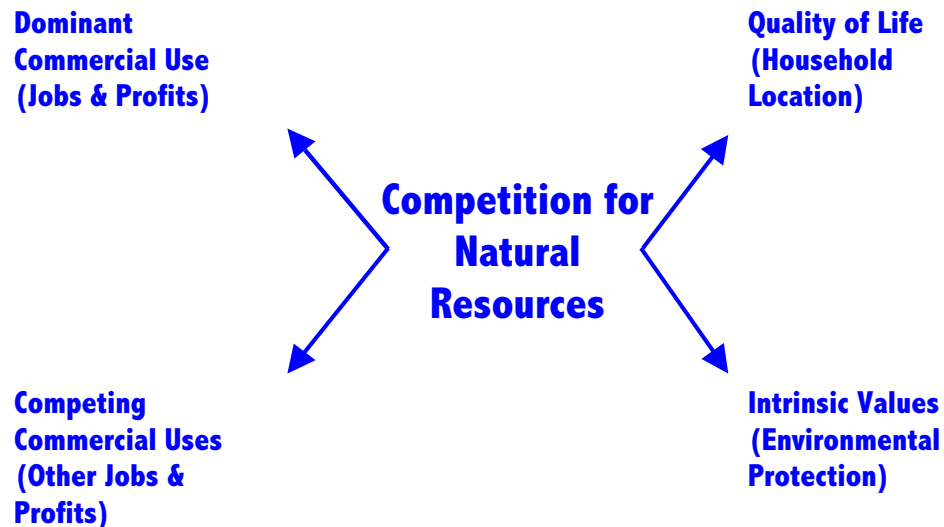 Dominant
Commercial Use
(Jobs & Profits)
Quality of Life
(Household
Location)
Competition for
Natural
Resources
Competing
Commercial Uses
(Other Jobs &
Profits)
Intrinsic Values
(Environmental
Protection)